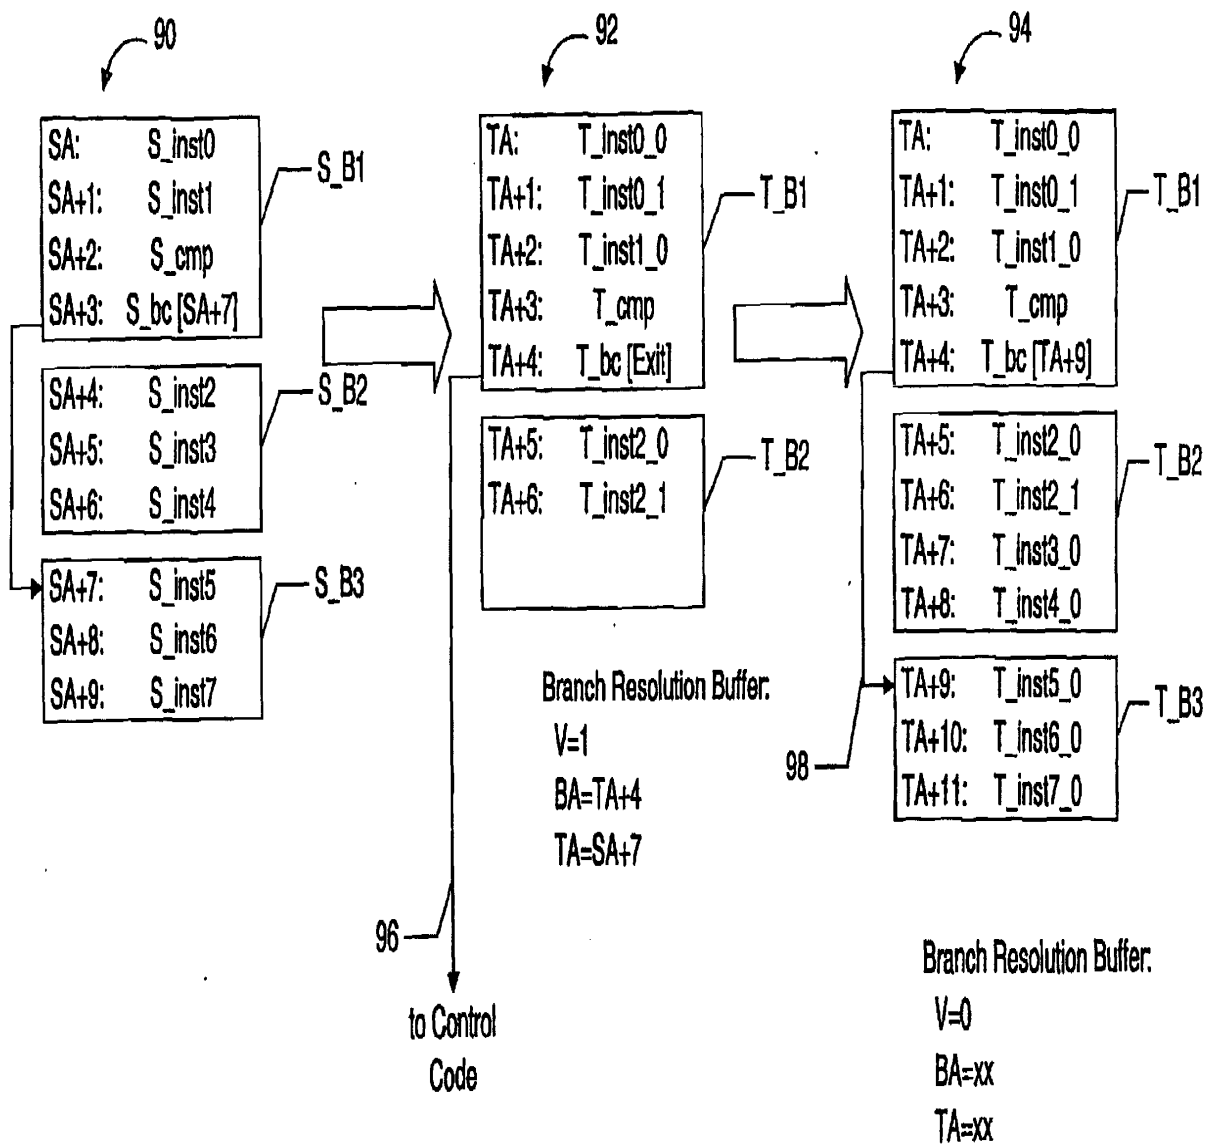 90
SA: S_inst0
SA+1: S_inst1
SA+2: S_cmp
SA+3: S_bc [SA+7]
S_B1
SA+4: S_inst2
SA+5: S_inst3
SA+6: S_inst4
S_B2
SA+7: S_inst5
SA+8: S_inst6
SA+9: S_inst7
S_B3
92
TA: T_inst0_0
TA+1: T_inst0_1
TA+2: T_inst1_0
TA+3: T_cmp
TA+4: T_bc [Exit]
T_B1
TA+5: T_inst2_0
TA+6: T_inst2_1
T_B2
Branch Resolution Buffer:
V=1
BA=TA+4
TA=SA+7
96
to Control
Code
94
TA: T_inst0_0
TA+1: T_inst0_1
TA+2: T_inst1_0
TA+3: T_cmp
TA+4: T_bc [TA+9]
T_B1
TA+5: T_inst2_0
TA+6: T_inst2_1
TA+7: T_inst3_0
TA+8: T_inst4_0
T_B2
TA+9: T_inst5_0
TA+10: T_inst6_0
TA+11: T_inst7_0
T_B3
98
Branch Resolution Buffer:
V=0
BA=xx
TA=xx